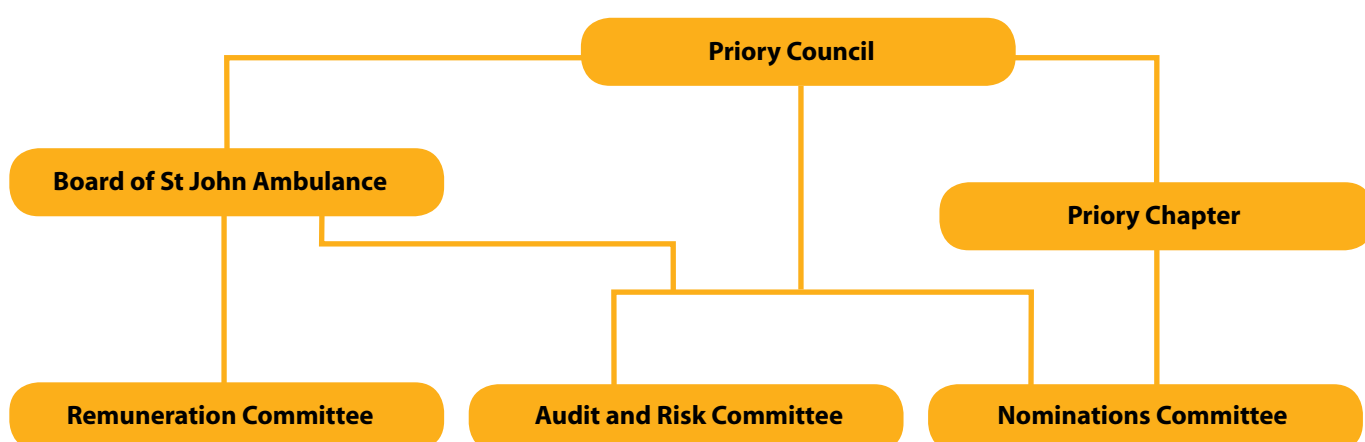 Priory Council
Board of St John Ambulance
Priory Chapter
Remuneration Committee
Audit and Risk Committee
Nominations Committee